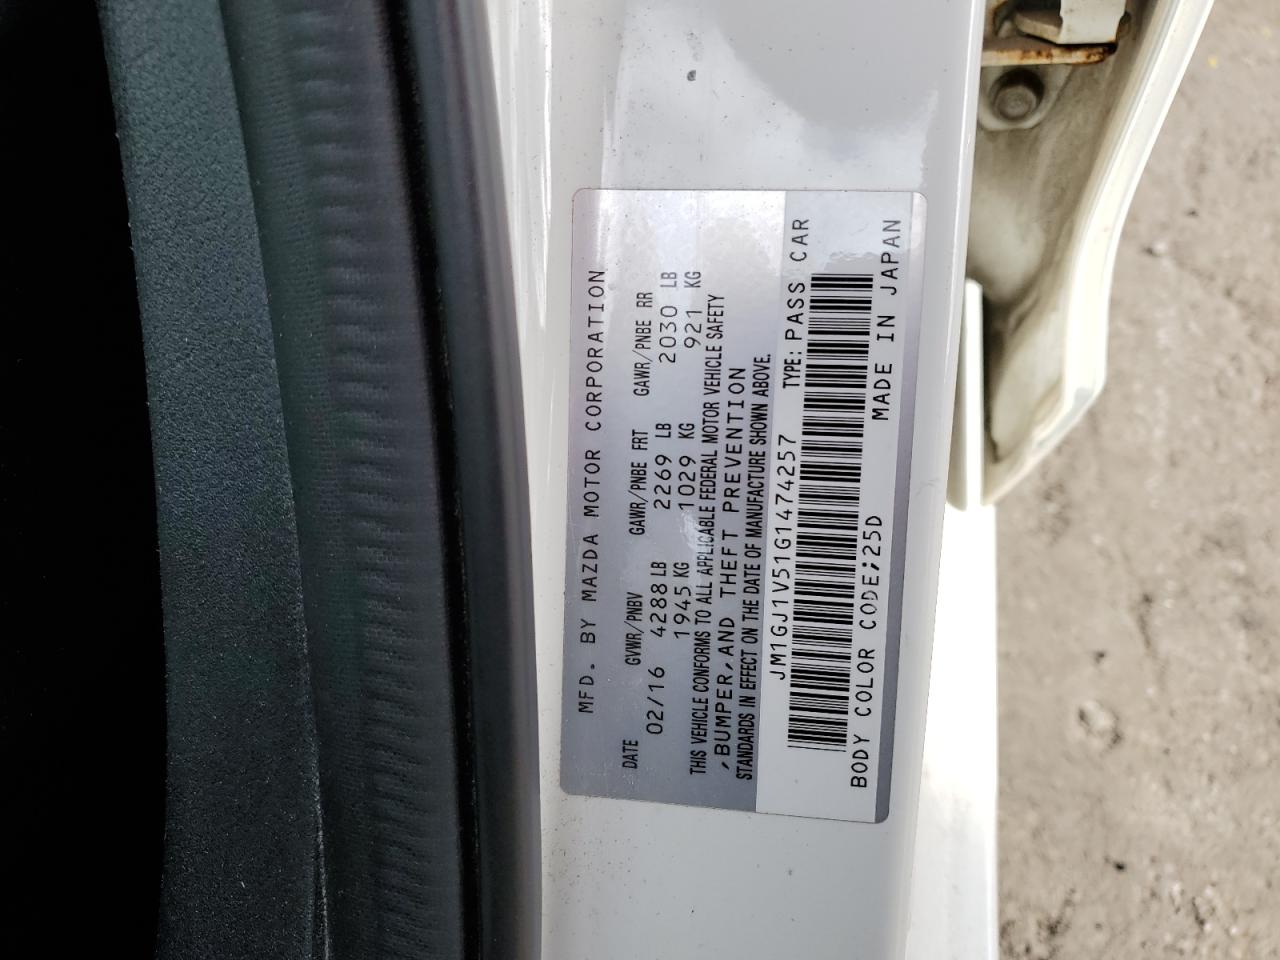 MFD. BY MAZDA MOTOR CORPORATION
DATE GVWR/PNBV GAWR/PNBE FRT GAWR/PNBE RR
02/16 4288 LB 2269 LB 2030 LB
1945 KG 1029 KG 921 KG
THIS VEHICLE CONFORMS TO ALL APPLICABLE FEDERAL MOTOR VEHICLE SAFETY
,BUMPER,AND THEFT PREVENTION
STANDARDS IN EFFECT ON THE DATE OF MANUFACTURE SHOWN ABOVE.
JM1GJ1V51G1474257 TYPE: PASS CAR
BODY COLOR CODE;25D MADE IN JAPAN